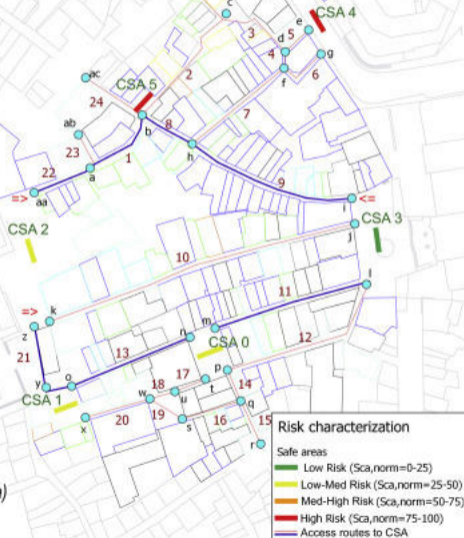 c
e
CSA 4
3
d
5
4
g
ac
2
f
6
CSA 5
24
b
8
7
ab
h
23
1
22
a
9
=>
aa
i
<=
CSA 2
CSA 3
j
10
l
=>
k
11
z
m
n
12
21
13
CSA 0
y
o
p
17
18
t
14
CSA 1
w
u
q
20
19
16
15
x
s
r
)
Risk characterization
Safe areas
Low Risk (Sca,norm=0-25)
Low-Med Risk (Sca,norm=25-50)
Med-High Risk (Sca,norm=50-75)
High Risk (Sca,norm=75-100)
Access routes to CSA